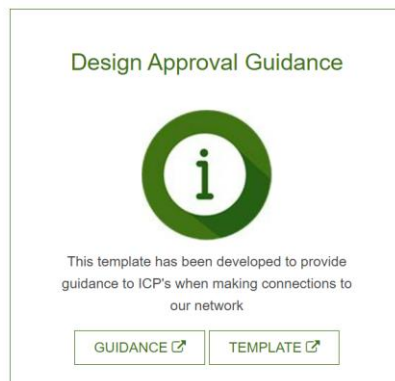 Design Approval Guidance
i
This template has been developed to provide
guidance to ICP's when making connections to
our network
GUIDANCE
TEMPLATE